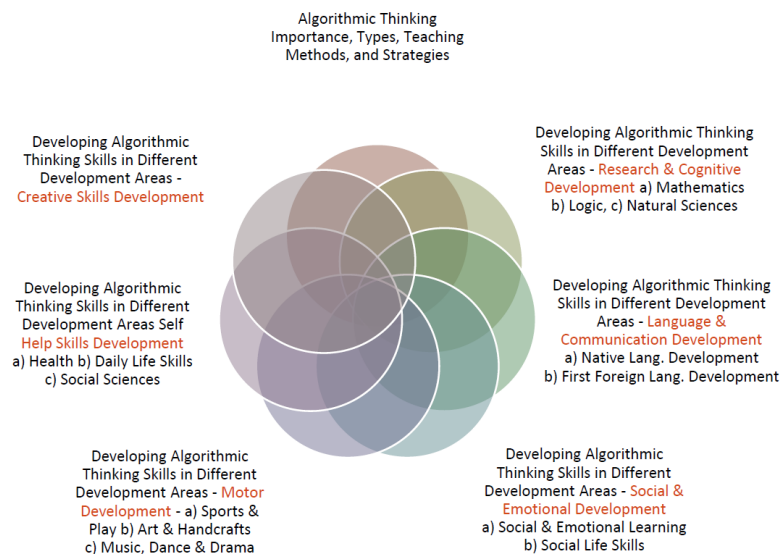 Algorithmic Thinking
Importance, Types, Teaching
Methods, and Strategies
Developing Algorithmic
Thinking Skills in Different
Development Areas -
Creative Skills Development
Developing Algorithmic Thinking
Skills in Different Development
Areas - Research & Cognitive
Development a) Mathematics
b) Logic, c) Natural Sciences
Developing Algorithmic
Thinking Skills in Different
Development Areas Self
Help Skills Development
a) Health b) Daily Life Skills
c) Social Sciences
Developing Algorithmic Thinking
Skills in Different Development
Areas - Language &
Communication Development
a) Native Lang. Development
b) First Foreign Lang. Development
Developing Algorithmic
Thinking Skills in Different
Development Areas - Motor
Development - a) Sports &
Play b) Art & Handcrafts
c) Music, Dance & Drama
Developing Algorithmic
Thinking Skills in Different
Development Areas - Social &
Emotional Development
a) Social & Emotional Learning
b) Social Life Skills